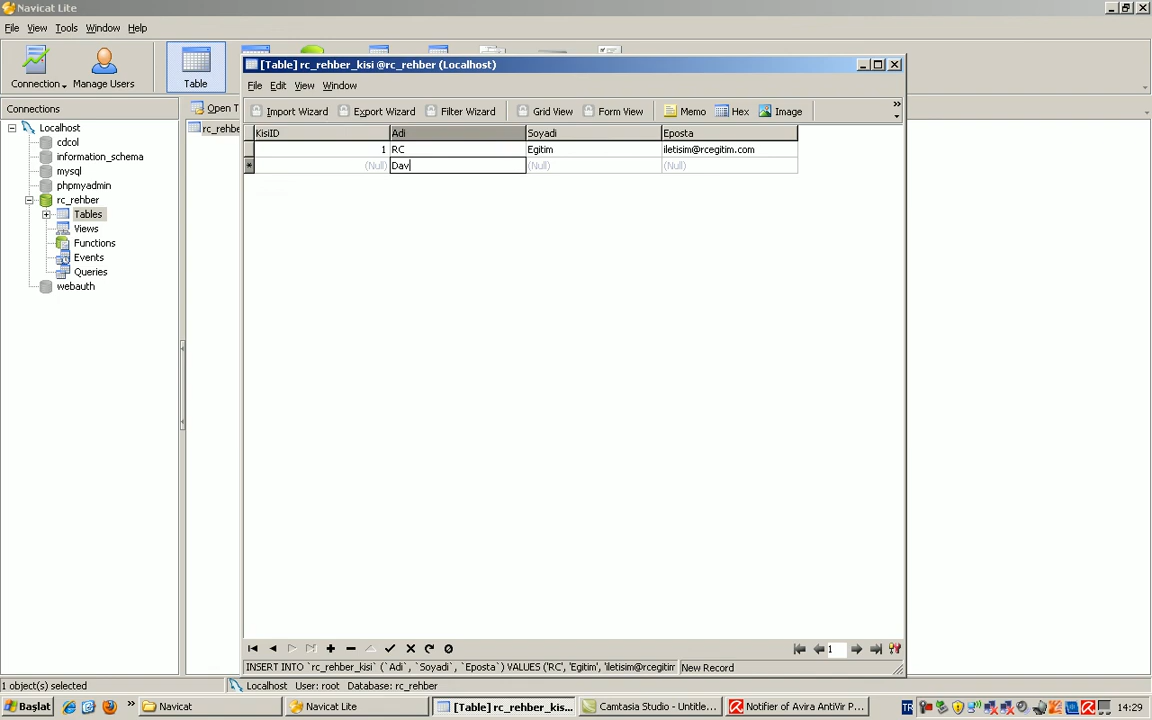 Navicat Lite
File View Tools Window Help
Connection Manage Users Table
Connections
Open T
Localhost
cdcol
information_schema
mysql
phpmyadmin
rc_rehber
Tables
Views
Functions
Events
Queries
webauth
[Table] rc_rehber_kisi @rc_rehber (Localhost)
File Edit View Window
Import Wizard Export Wizard Filter Wizard Grid View Form View Memo Hex Image
KisiID Adi Soyadi Eposta
1 RC Egitim iletisim@rcegitim.com
(Null) Dav (Null) (Null)
1
INSERT INTO `rc_rehber_kisi` (`Adi`, `Soyadi`, `Eposta`) VALUES ('RC', 'Egitim', 'iletisim@rcegitim New Record
1 object(s) selected Localhost User: root Database: rc_rehber
Başlat Navicat Navicat Lite [Table] rc_rehber_kis... Camtasia Studio - Untitle... Notifier of Avira AntiVir P... TR 14:29